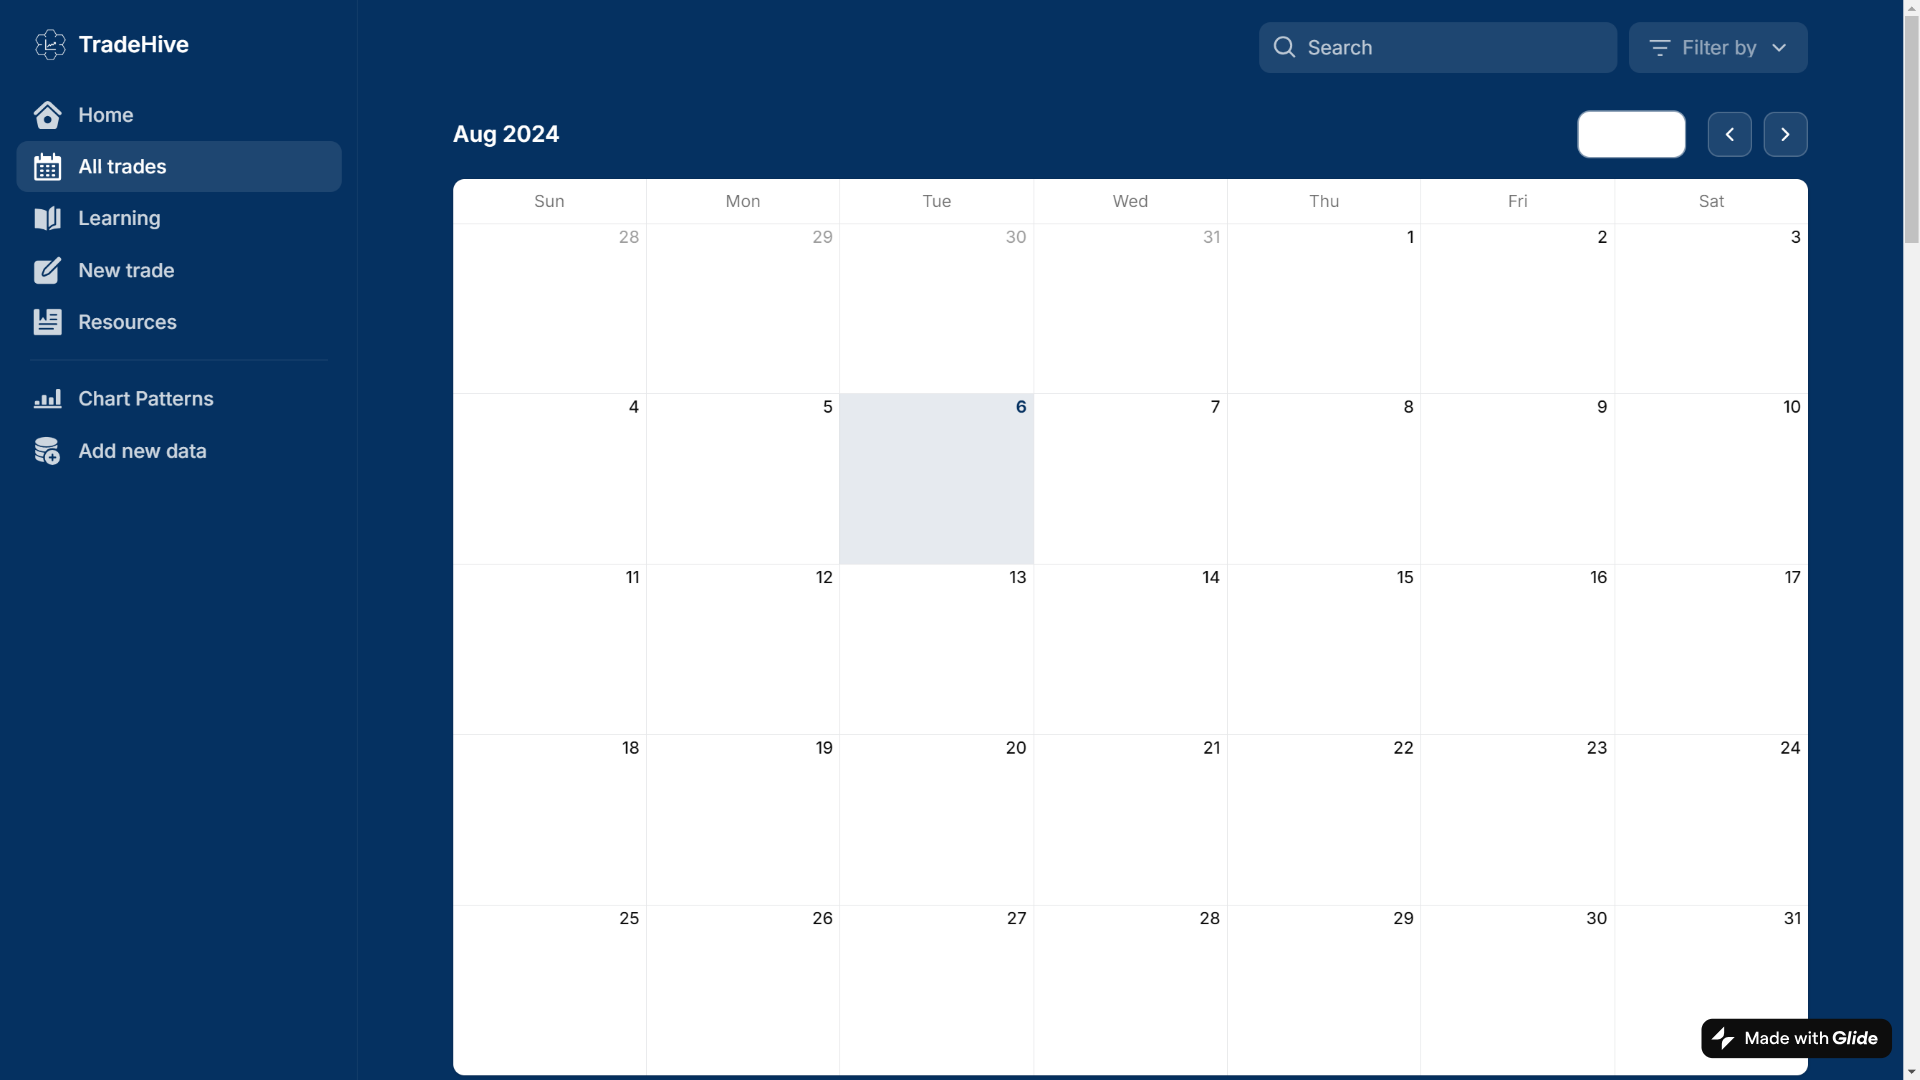 TradeHive
Home
All trades
Learning
New trade
Resources
Chart Patterns
Add new data
Search
Filter by
Aug 2024
Sun Mon Tue Wed Thu Fri Sat
28 29 30 31 1 2 3
4 5 6 7 8 9 10
11 12 13 14 15 16 17
18 19 20 21 22 23 24
25 26 27 28 29 30 31
Made with Glide